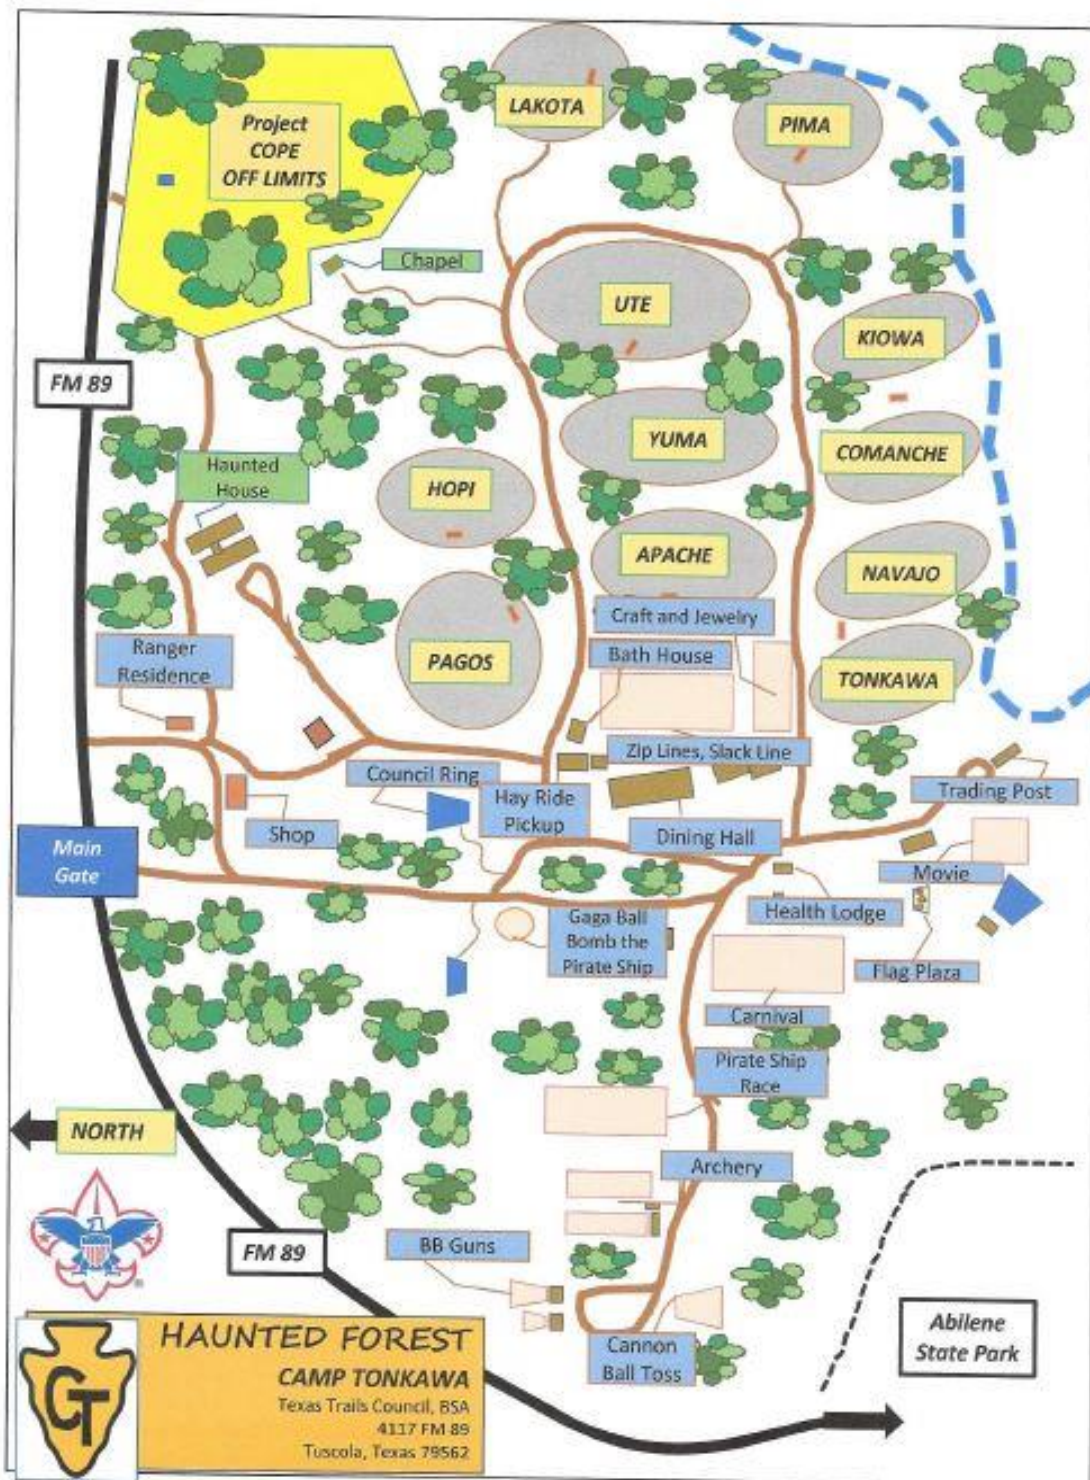 Project
COPE
OFF LIMITS
LAKOTA
PIMA
Chapel
UTE
KIOWA
FM 89
YUMA
COMANCHE
Haunted
House
HOPI
APACHE
NAVAJO
Craft and Jewelry
Ranger
Residence
PAGOS
Bath House
TONKAWA
Zip Lines, Slack Line
Council Ring
Hay Ride
Pickup
Trading Post
Shop
Dining Hall
Main
Gate
Movie
Health Lodge
Gaga Ball
Bomb the
Pirate Ship
Flag Plaza
Carnival
Pirate Ship
Race
NORTH
Archery
FM 89
BB Guns
Cannon
Ball Toss
Abilene
State Park
HAUNTED FOREST
CAMP TONKAWA
Texas Trails Council, BSA
4117 FM 89
Tuscola, Texas 79562
CT
®